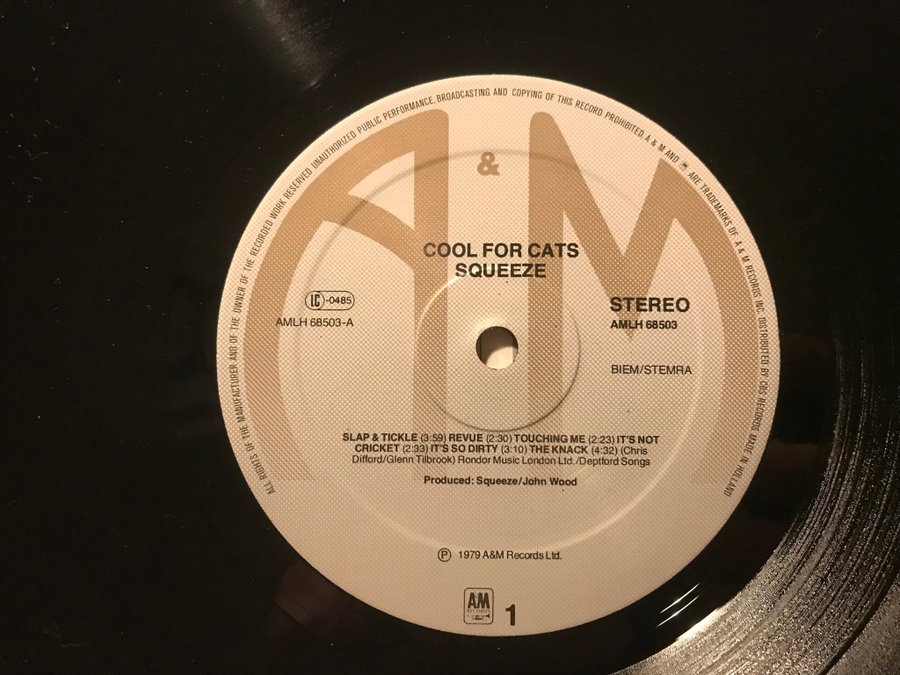 ALL RIGHTS OF THE MANUFACTURER AND OF THE OWNER OF THE RECORDED WORK RESERVED UNAUTHORIZED PUBLIC PERFORMANCE, BROADCASTING AND COPYING OF THIS RECORD PROHIBITED. A & M AND ARE TRADEMARKS OF A & M RECORDS INC. DISTRIBUTED BY CBS RECORDS MADE IN HOLLAND
A&M
COOL FOR CATS
SQUEEZE
LC-0485
AMLH 68503-A
STEREO
AMLH 68503
BIEM/STEMRA
SLAP & TICKLE (3:59) REVUE (2:30) TOUCHING ME (2:23) IT'S NOT
CRICKET (2:33) IT'S SO DIRTY (3:10) THE KNACK (4:32) (Chris
Difford/Glenn Tilbrook) Rondor Music London Ltd./Deptford Songs
Produced: Squeeze/John Wood
℗ 1979 A&M Records Ltd.
AM
RECORDS
1